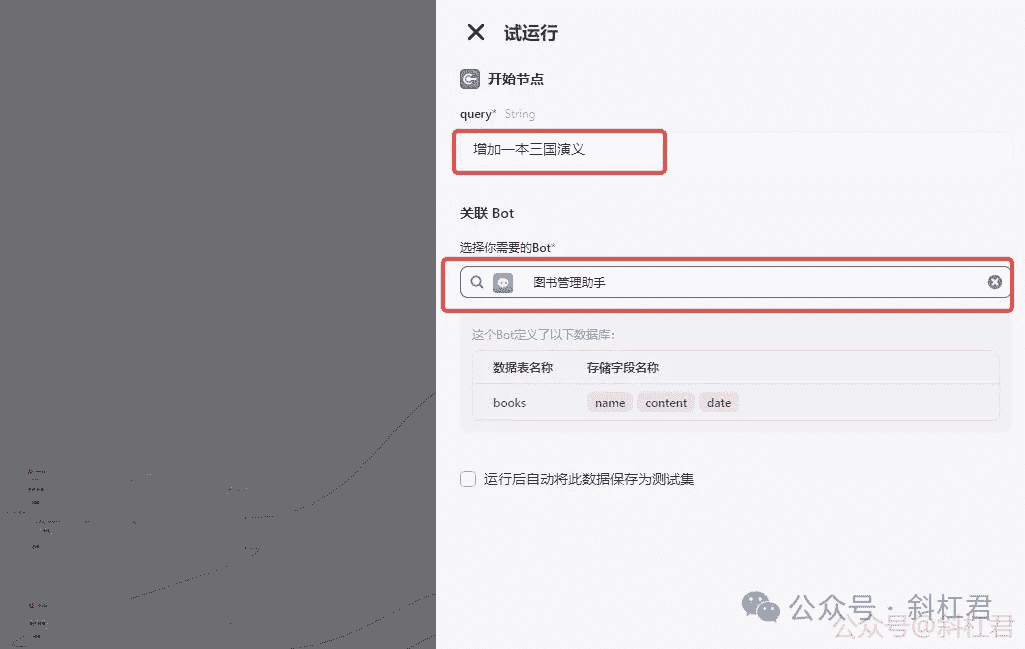 试运行
开始节点
query* String
增加一本三国演义
关联 Bot
选择你需要的Bot*
图书管理助手
这个Bot定义了以下数据库:
数据表名称 存储字段名称
books name content date
运行后自动将此数据保存为测试集
公众号 · 斜杠君
公众号@斜杠君